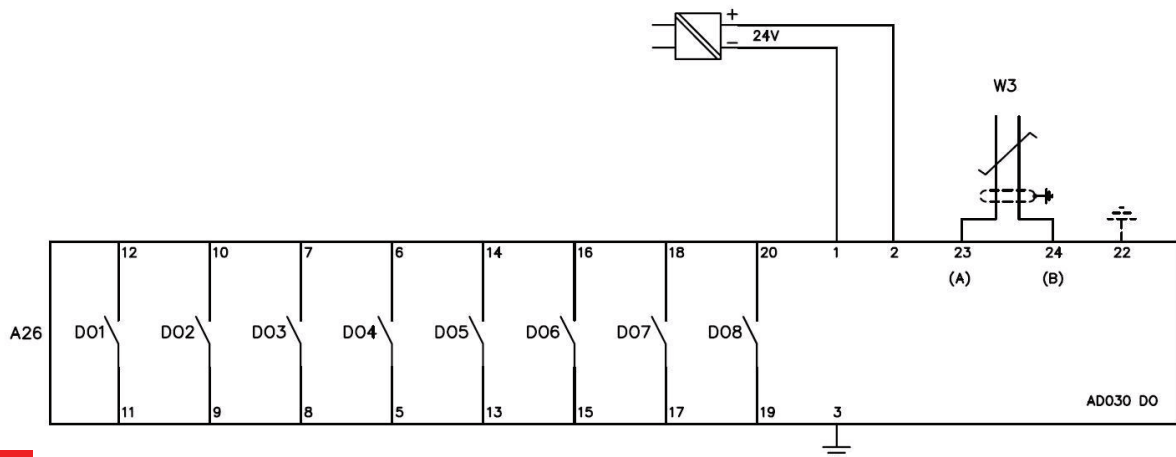 +
24V
−
W3
12 10 7 6 14 16 18 20 1 2 23 24 22
(A) (B)
A26 DO1 DO2 DO3 DO4 DO5 DO6 DO7 DO8
AD030 DO
11 9 8 5 13 15 17 19 3